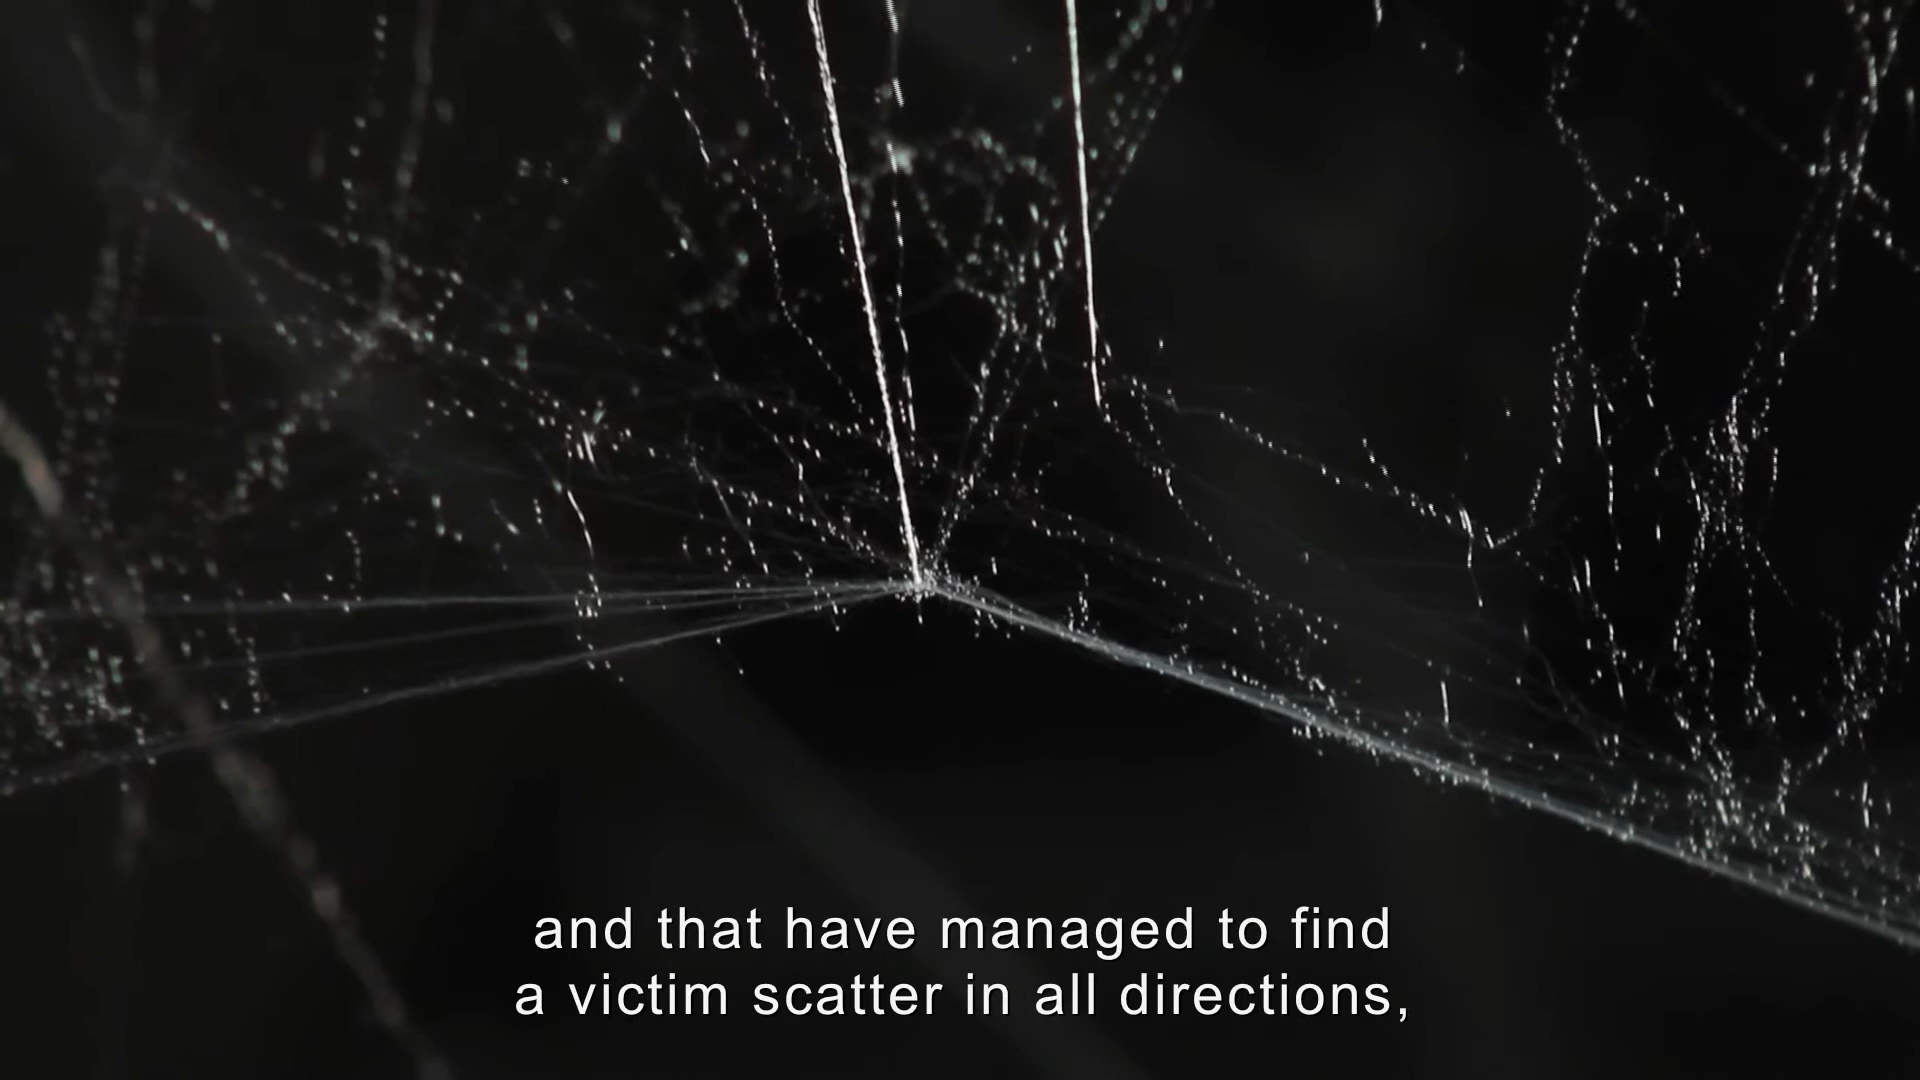 and that have managed to find
a victim scatter in all directions,